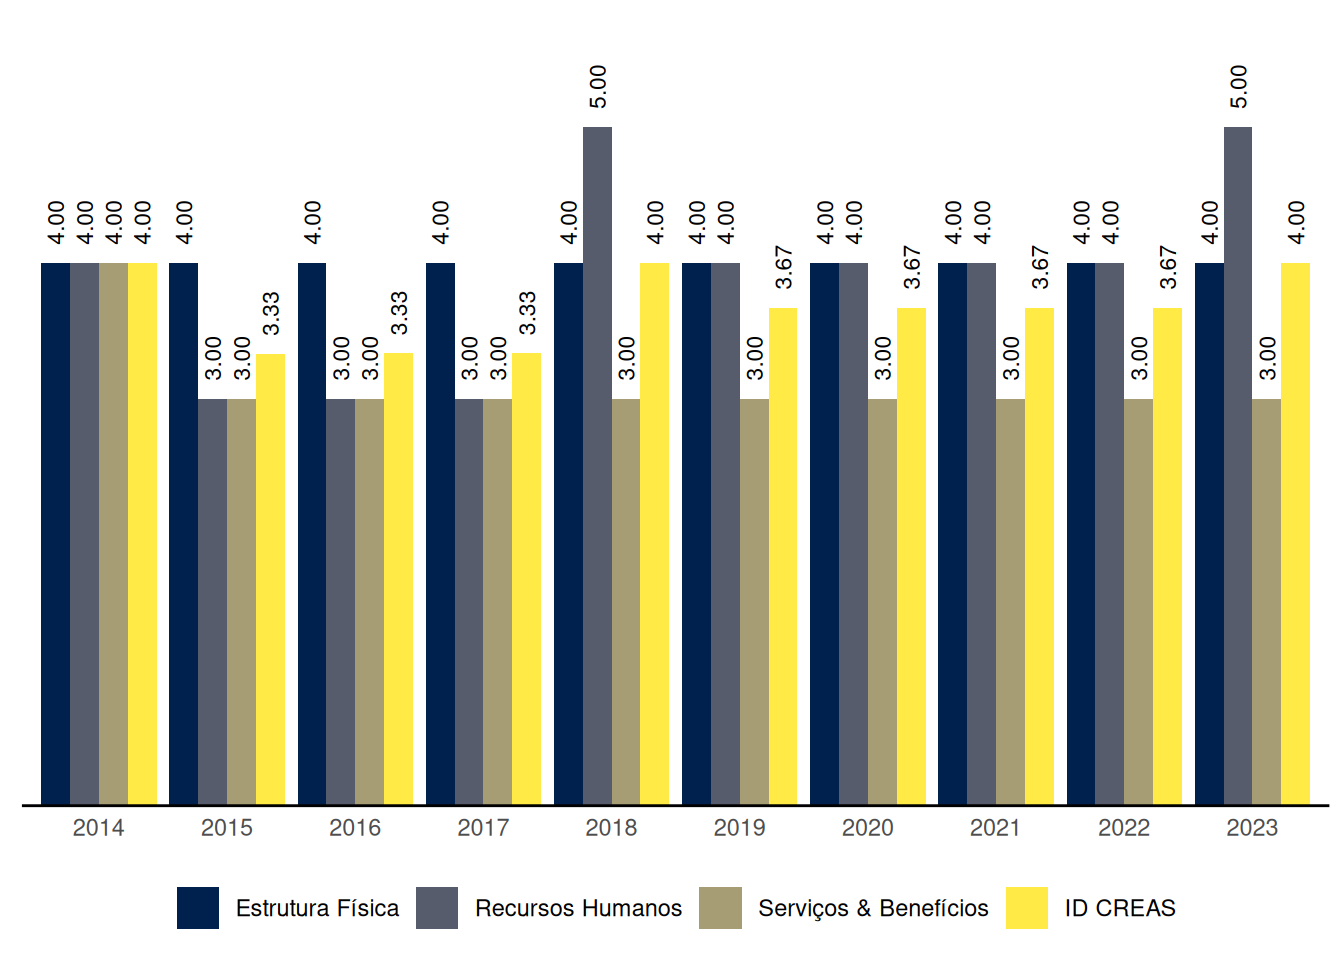 5.00 5.00
4.00 4.00 4.00 4.00 4.00 4.00 4.00 4.00 4.00 4.00 4.00 4.00 4.00 4.00 4.00 4.00 4.00 4.00 4.00
3.67 3.67 3.67 3.67
3.33 3.33 3.33
3.00 3.00 3.00 3.00 3.00 3.00 3.00 3.00 3.00 3.00 3.00 3.00
2014 2015 2016 2017 2018 2019 2020 2021 2022 2023
Estrutura Física Recursos Humanos Serviços & Benefícios ID CREAS